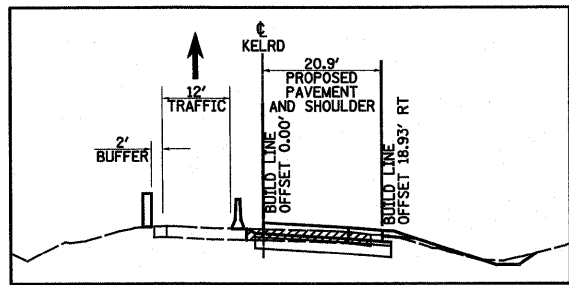 ℄
KELRD
20.9'
PROPOSED
PAVEMENT
AND SHOULDER
12'
TRAFFIC
2'
BUFFER
BUILD LINE
OFFSET 0.00'
BUILD LINE
OFFSET 18.93' RT